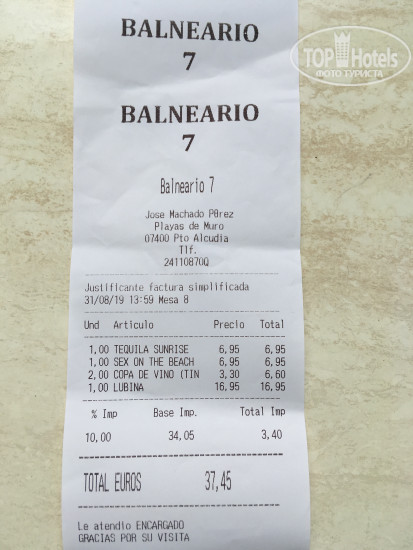 BALNEARIO
7
TOP Hotels
ФОТО ТУРИСТА
BALNEARIO
7
Balneario 7
Jose Machado P0rez
Playas de Muro
07400 Pto Alcudia
Tlf.
24110870Q
Justificante factura simplificada
31/08/19 13:59 Mesa 8
Und Articulo Precio Total
1,00 TEQUILA SUNRISE 6,95 6,95
1,00 SEX ON THE BEACH 6,95 6,95
2,00 COPA DE VINO (TIN 3,30 6,60
1,00 LUBINA 16,95 16,95
% Imp Base Imp. Total Imp
10,00 34,05 3,40
TOTAL EUROS 37,45
Le atendio ENCARGADO
GRACIAS POR SU VISITA